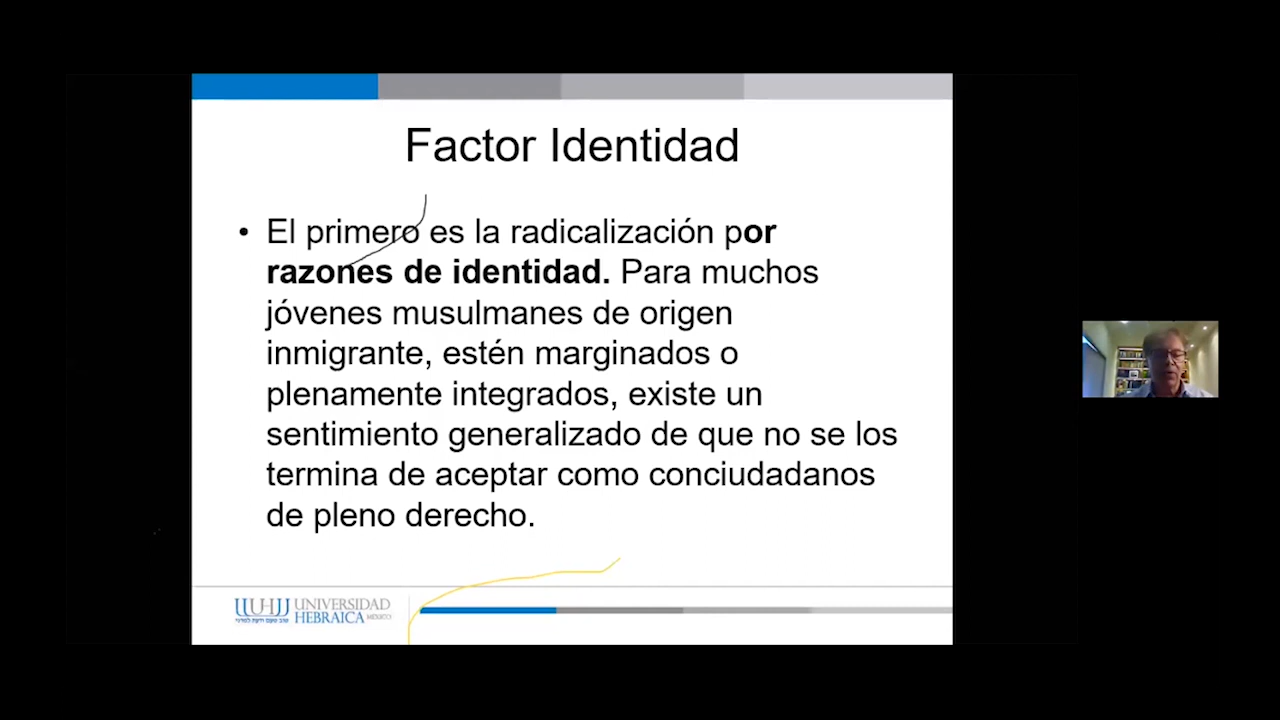 Factor Identidad
• El primero es la radicalización por
razones de identidad. Para muchos
jóvenes musulmanes de origen
inmigrante, estén marginados o
plenamente integrados, existe un
sentimiento generalizado de que no se los
termina de aceptar como conciudadanos
de pleno derecho.
UHJJ UNIVERSIDAD
HEBRAICA MÉXICO